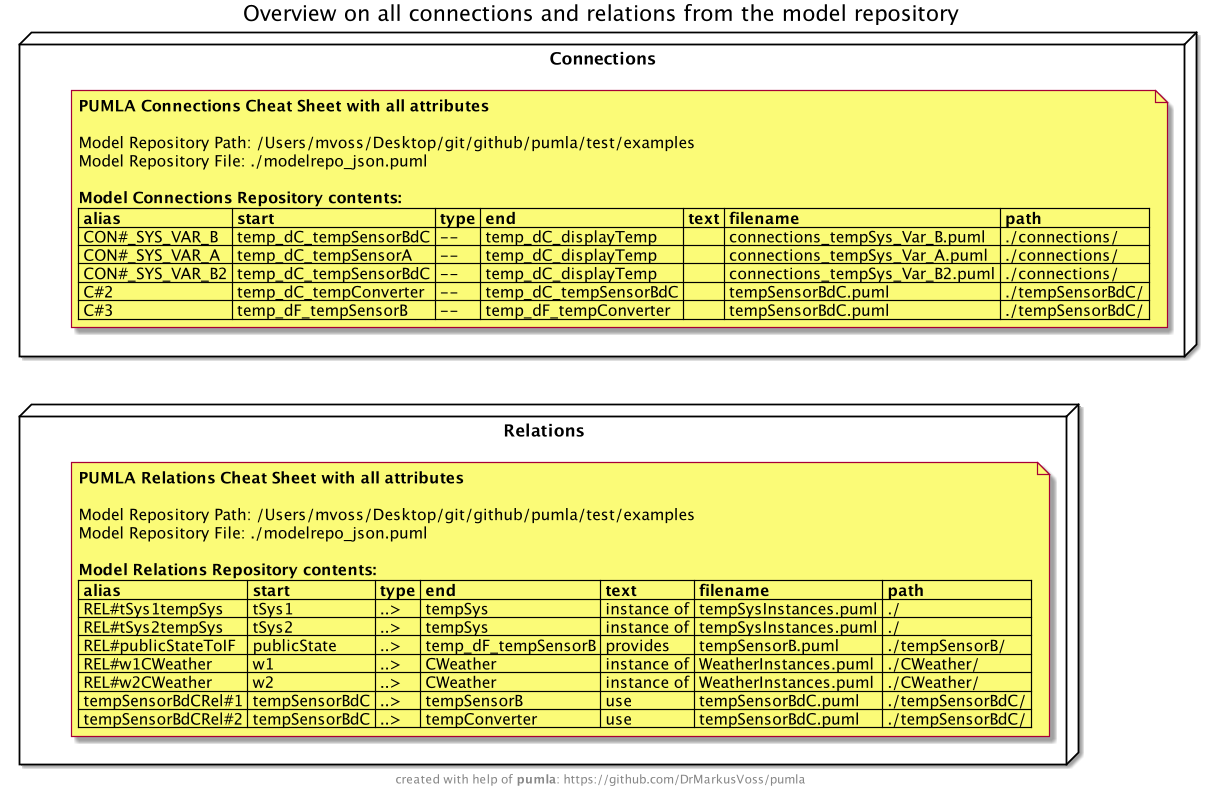 Overview on all connections and relations from the model repository
Connections
PUMLA Connections Cheat Sheet with all attributes
Model Repository Path: /Users/mvoss/Desktop/git/github/pumla/test/examples
Model Repository File: ./modelrepo_json.puml
Model Connections Repository contents:
alias start type end text filename path
CON#_SYS_VAR_B temp_dC_tempSensorBdC -- temp_dC_displayTemp connections_tempSys_Var_B.puml ./connections/
CON#_SYS_VAR_A temp_dC_tempSensorA -- temp_dC_displayTemp connections_tempSys_Var_A.puml ./connections/
CON#_SYS_VAR_B2 temp_dC_tempSensorBdC -- temp_dC_displayTemp connections_tempSys_Var_B2.puml ./connections/
C#2 temp_dC_tempConverter -- temp_dC_tempSensorBdC tempSensorBdC.puml ./tempSensorBdC/
C#3 temp_dF_tempSensorB -- temp_dF_tempConverter tempSensorBdC.puml ./tempSensorBdC/
Relations
PUMLA Relations Cheat Sheet with all attributes
Model Repository Path: /Users/mvoss/Desktop/git/github/pumla/test/examples
Model Repository File: ./modelrepo_json.puml
Model Relations Repository contents:
alias start type end text filename path
REL#tSys1tempSys tSys1 ..> tempSys instance of tempSysInstances.puml ./
REL#tSys2tempSys tSys2 ..> tempSys instance of tempSysInstances.puml ./
REL#publicStateToIF publicState ..> temp_dF_tempSensorB provides tempSensorB.puml ./tempSensorB/
REL#w1CWeather w1 ..> CWeather instance of WeatherInstances.puml ./CWeather/
REL#w2CWeather w2 ..> CWeather instance of WeatherInstances.puml ./CWeather/
tempSensorBdCRel#1 tempSensorBdC ..> tempSensorB use tempSensorBdC.puml ./tempSensorBdC/
tempSensorBdCRel#2 tempSensorBdC ..> tempConverter use tempSensorBdC.puml ./tempSensorBdC/
created with help of pumla: https://github.com/DrMarkusVoss/pumla